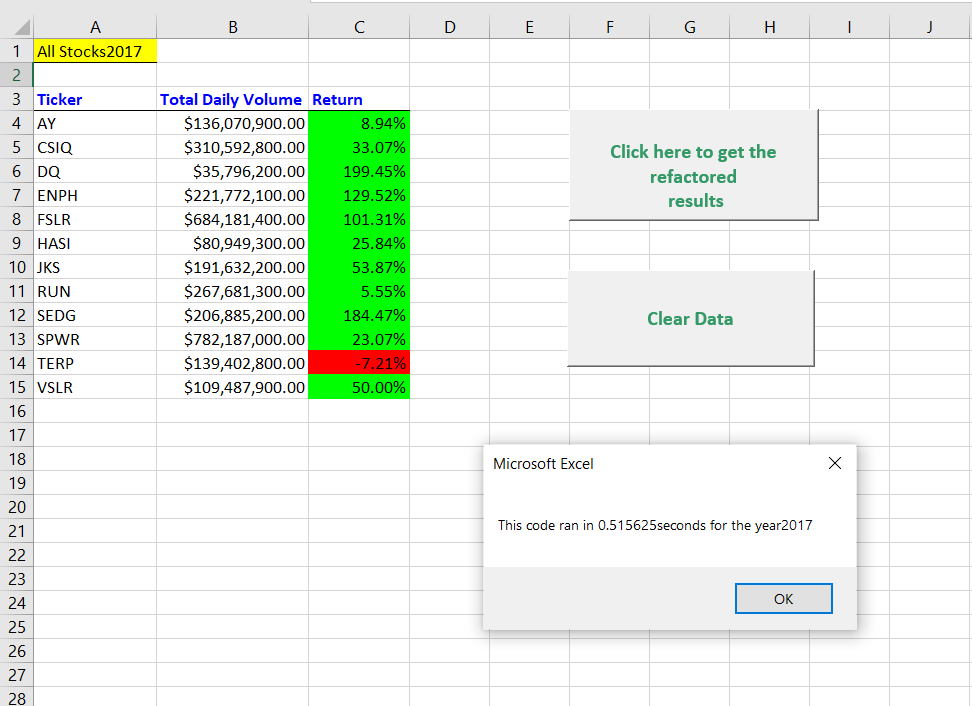 A B C D E F G H I J
1 All Stocks2017
2
3 Ticker Total Daily Volume Return
4 AY $136,070,900.00 8.94%
5 CSIQ $310,592,800.00 33.07%
6 DQ $35,796,200.00 199.45%
7 ENPH $221,772,100.00 129.52%
8 FSLR $684,181,400.00 101.31%
9 HASI $80,949,300.00 25.84%
10 JKS $191,632,200.00 53.87%
11 RUN $267,681,300.00 5.55%
12 SEDG $206,885,200.00 184.47%
13 SPWR $782,187,000.00 23.07%
14 TERP $139,402,800.00 -7.21%
15 VSLR $109,487,900.00 50.00%
16
17
18
19
20
21
22
23
24
25
26
27
28
Click here to get the
refactored
results
Clear Data
Microsoft Excel
This code ran in 0.515625seconds for the year2017
OK